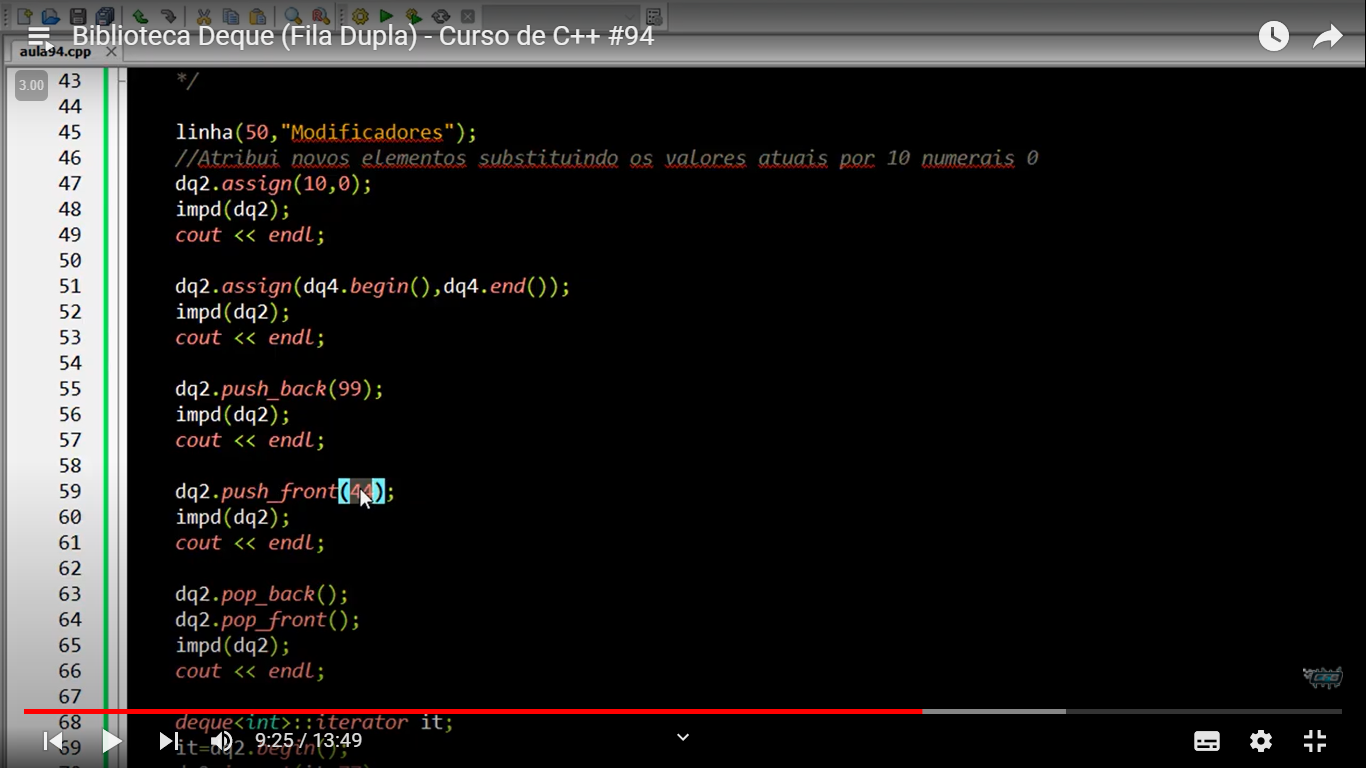 Biblioteca Deque (Fila Dupla) - Curso de C++ #94
aula94.cpp
3.00
43 */
44
45 linha(50,"Modificadores");
46 //Atribui novos elementos substituindo os valores atuais por 10 numerais 0
47 dq2.assign(10,0);
48 impd(dq2);
49 cout << endl;
50
51 dq2.assign(dq4.begin(),dq4.end());
52 impd(dq2);
53 cout << endl;
54
55 dq2.push_back(99);
56 impd(dq2);
57 cout << endl;
58
59 dq2.push_front(44);
60 impd(dq2);
61 cout << endl;
62
63 dq2.pop_back();
64 dq2.pop_front();
65 impd(dq2);
66 cout << endl;
67
68 deque<int>::iterator it;
69 it=dq2.begin();
9:25 / 13:49